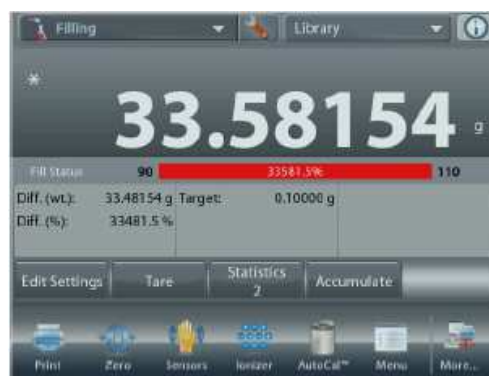 Filling Library
*
33.58154 g
Fill Status 90 33581.5% 110
Diff. (wt.): 33.48154 g Target: 0.10000 g
Diff. (%): 33481.5 %
Edit Settings Tare Statistics 2 Accumulate
Print Zero Sensors Ionizer AutoCal™ Menu More...